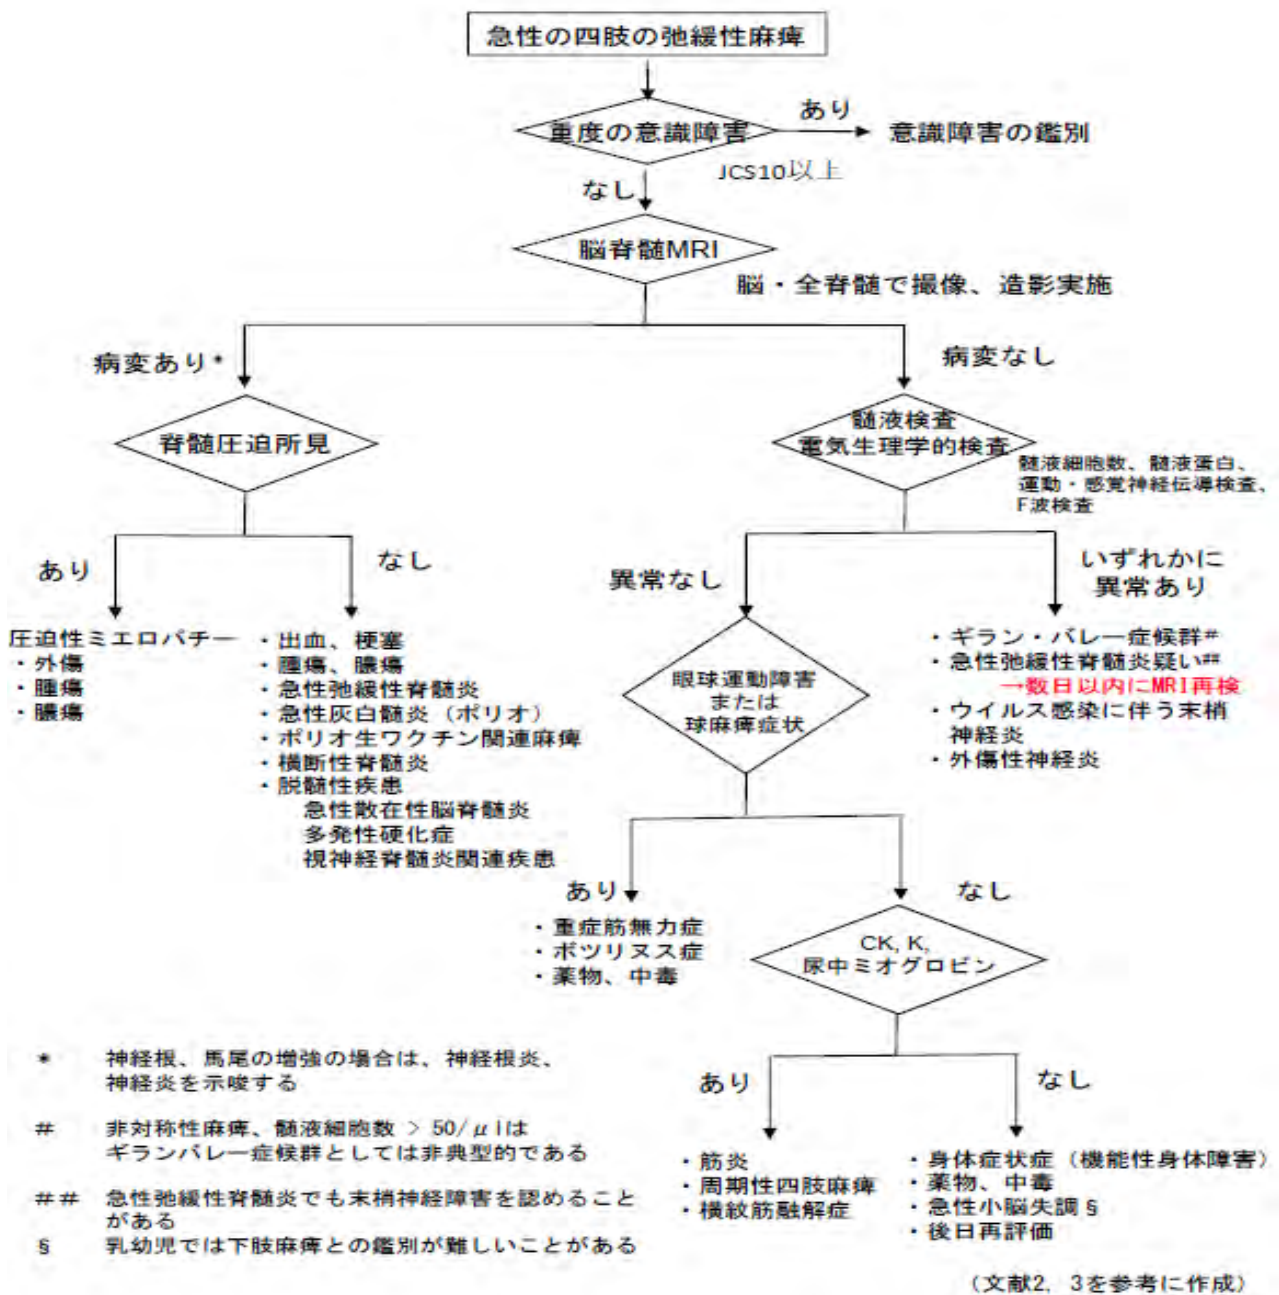 急性の四肢の弛緩性麻痺
重度の意識障害
あり
意識障害の鑑別
JCS10以上
なし
脳脊髄MRI
脳・全脊髄で撮像、造影実施
病変あり*
病変なし
脊髄圧迫所見
髄液検査
電気生理学的検査
髄液細胞数、髄液蛋白、
運動・感覚神経伝導検査、
F波検査
あり
なし
異常なし
いずれかに
異常あり
圧迫性ミエロパチー
・外傷
・腫瘍
・膿瘍
・出血、梗塞
・腫瘍、膿瘍
・急性弛緩性脊髄炎
・急性灰白髄炎（ポリオ）
・ポリオ生ワクチン関連麻痺
・横断性脊髄炎
・脱髄性疾患
急性散在性脳脊髄炎
多発性硬化症
視神経脊髄炎関連疾患
眼球運動障害
または
球麻痺症状
・ギラン・バレー症候群#
・急性弛緩性脊髄炎疑い##
→数日以内にMRI再検
・ウイルス感染に伴う末梢
神経炎
・外傷性神経炎
あり
なし
・重症筋無力症
・ボツリヌス症
・薬物、中毒
CK, K,
尿中ミオグロビン
あり
なし
・筋炎
・周期性四肢麻痺
・横紋筋融解症
・身体症状症（機能性身体障害）
・薬物、中毒
・急性小脳失調§
・後日再評価
* 神経根、馬尾の増強の場合は、神経根炎、
神経炎を示唆する
# 非対称性麻痺、髄液細胞数 > 50/μlは
ギランバレー症候群としては非典型的である
## 急性弛緩性脊髄炎でも末梢神経障害を認めること
がある
§ 乳幼児では下肢麻痺との鑑別が難しいことがある
（文献2, 3を参考に作成）